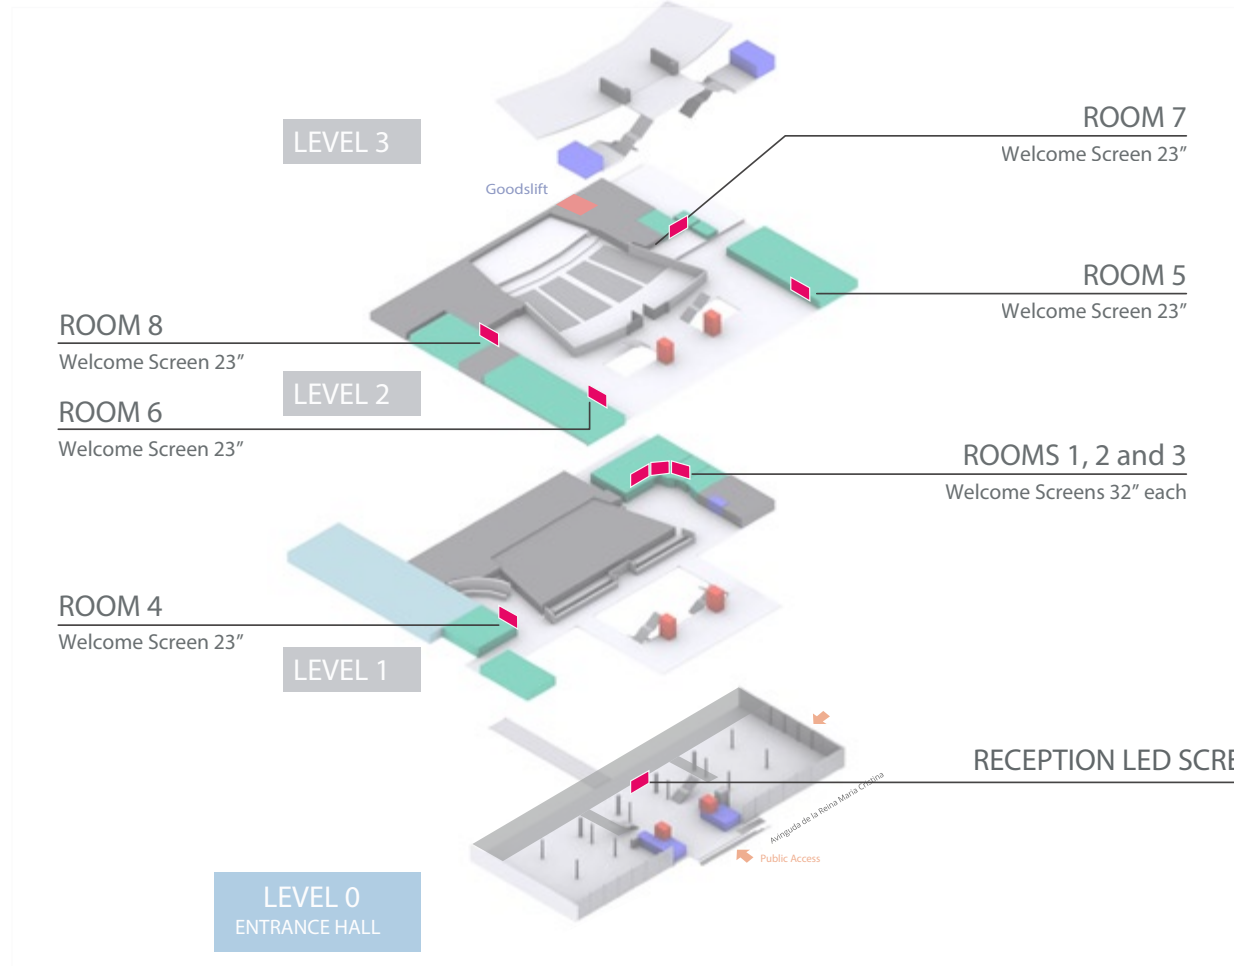 LEVEL 3
ROOM 7
Welcome Screen 23”
Goodslift
ROOM 5
Welcome Screen 23”
ROOM 8
Welcome Screen 23”
LEVEL 2
ROOM 6
Welcome Screen 23”
ROOMS 1, 2 and 3
Welcome Screens 32” each
ROOM 4
Welcome Screen 23”
LEVEL 1
RECEPTION LED SCRE
Avinguda de la Reina Maria Cristina
Public Access
LEVEL 0
ENTRANCE HALL